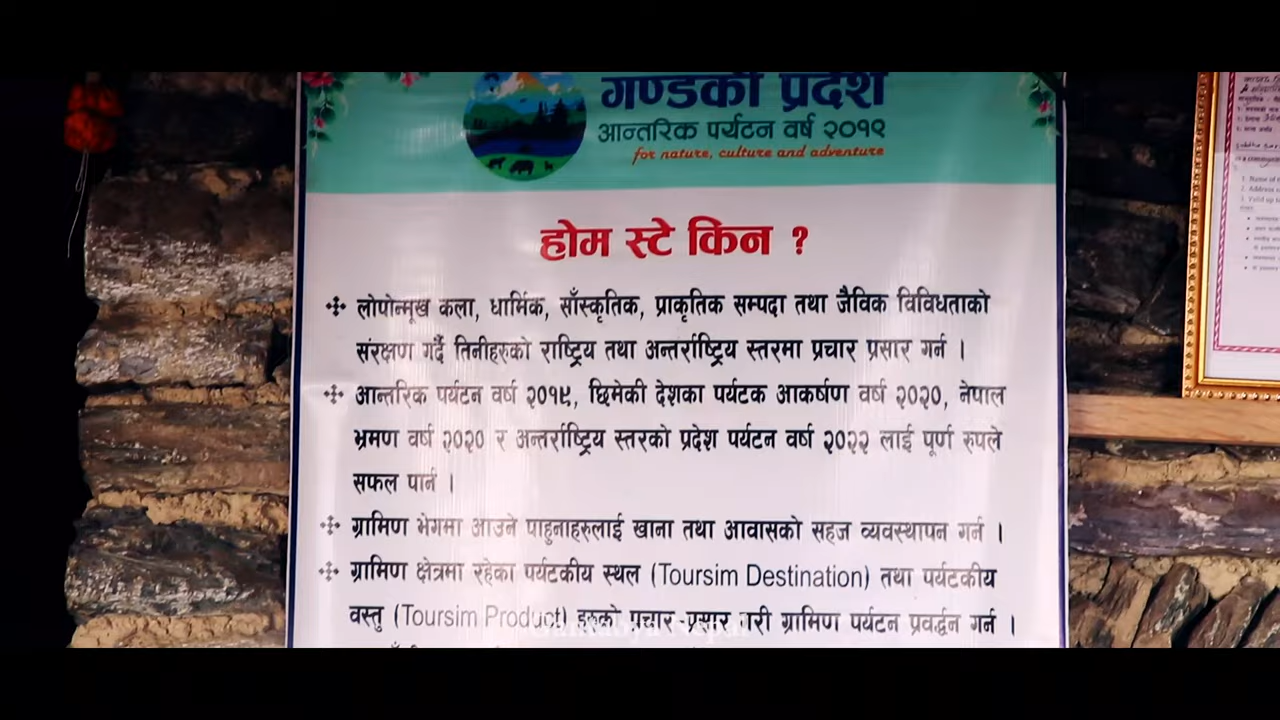 गण्डकी प्रदेश
आन्तरिक पर्यटन वर्ष २०१९
for nature, culture and adventure
होम स्टे किन ?
लोपोन्मूख कला, धार्मिक, साँस्कृतिक, प्राकृतिक सम्पदा तथा जैविक विविधताको
संरक्षण गर्दै तिनीहरुको राष्ट्रिय तथा अन्तर्राष्ट्रिय स्तरमा प्रचार प्रसार गर्न ।
आन्तरिक पर्यटन वर्ष २०१९, छिमेकी देशका पर्यटक आकर्षण वर्ष २०२०, नेपाल
भ्रमण वर्ष २०२० र अन्तर्राष्ट्रिय स्तरको प्रदेश पर्यटन वर्ष २०२२ लाई पूर्ण रुपले
सफल पार्न ।
ग्रामिण भेगमा आउने पाहुनाहरुलाई खाना तथा आवासको सहज व्यवस्थापन गर्न ।
ग्रामिण क्षेत्रमा रहेका पर्यटकीय स्थल (Toursim Destination) तथा पर्यटकीय
वस्तु (Toursim Product) हरुको प्रचार-प्रसार गरी ग्रामिण पर्यटन प्रवर्द्धन गर्न ।